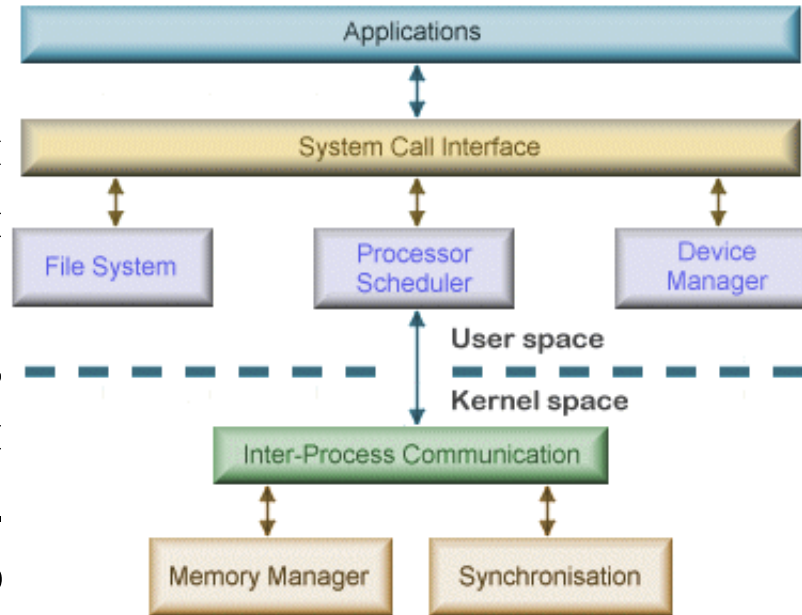 Applications
System Call Interface
File System
Processor
Scheduler
Device
Manager
User space
Kernel space
Inter-Process Communication
Memory Manager
Synchronisation